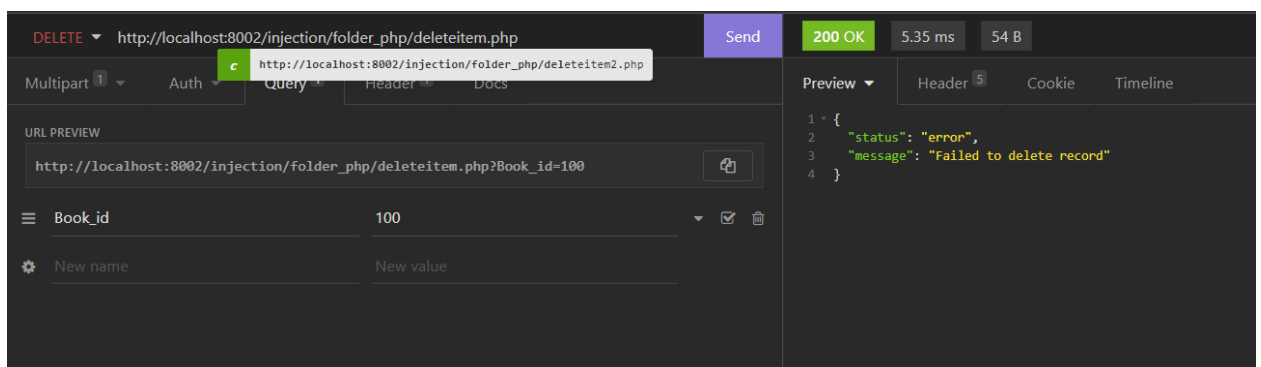 DELETE http://localhost:8002/injection/folder_php/deleteitem.php Send
c http://localhost:8002/injection/folder_php/deleteitem2.php
Multipart 1 Auth Query Header Docs
URL PREVIEW
http://localhost:8002/injection/folder_php/deleteitem.php?Book_id=100
Book_id 100
New name New value
200 OK 5.35 ms 54 B
Preview Header 5 Cookie Timeline
1 {
2 "status": "error",
3 "message": "Failed to delete record"
4 }